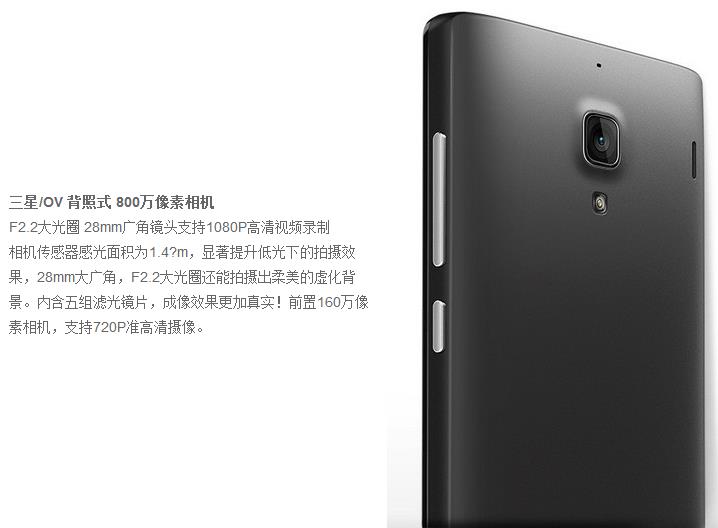 三星/OV 背照式 800万像素相机
F2.2大光圈 28mm广角镜头支持1080P高清视频录制
相机传感器感光面积为1.4?m，显著提升低光下的拍摄效
果，28mm大广角，F2.2大光圈还能拍摄出柔美的虚化背
景。内含五组滤光镜片，成像效果更加真实！前置160万像
素相机，支持720P准高清摄像。